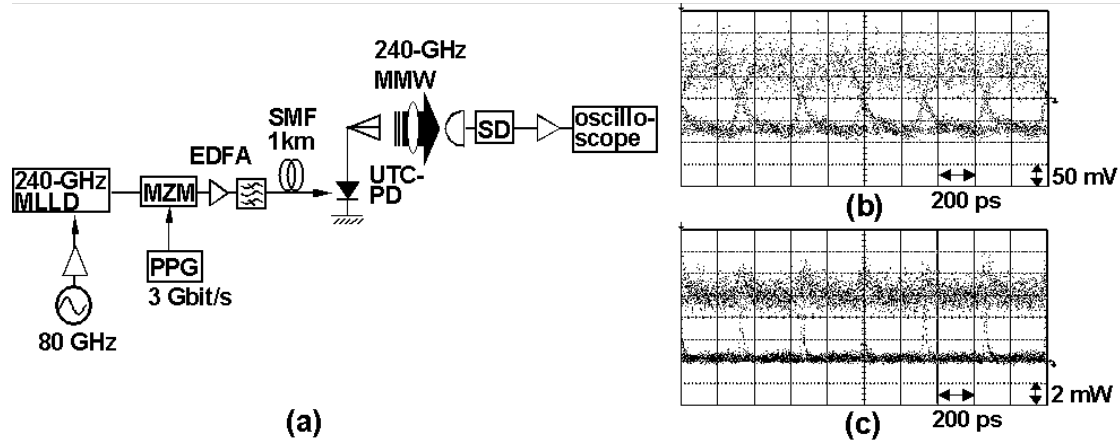 240-GHz
MLLD
80 GHz
MZM
PPG
3 Gbit/s
EDFA
SMF
1km
UTC-
PD
240-GHz
MMW
SD
oscillo-
scope
(a)
50 mV
200 ps
(b)
2 mW
200 ps
(c)